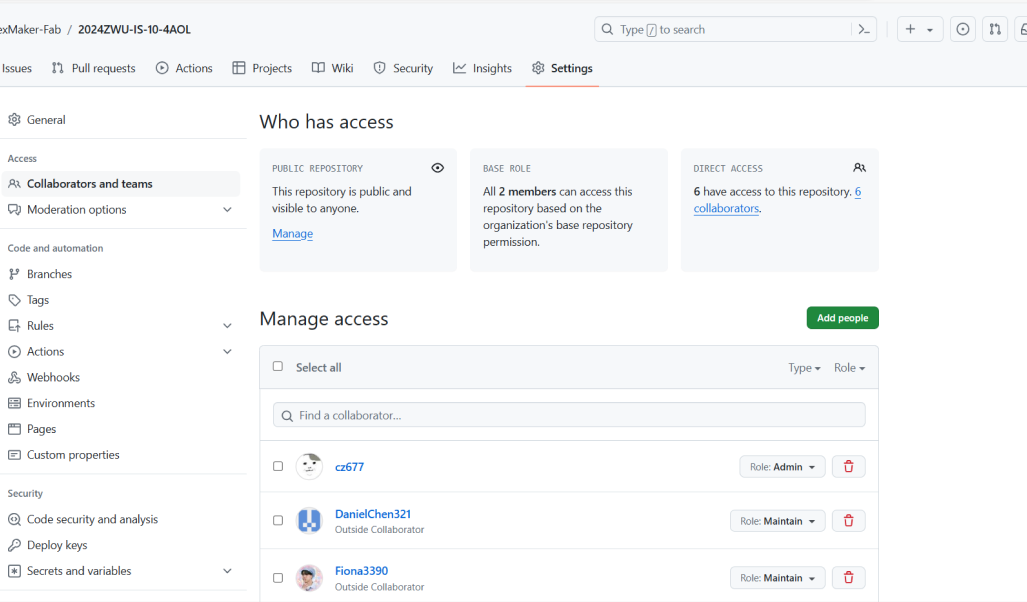 exMaker-Fab / 2024ZWU-IS-10-4AOL
Type / to search
Issues Pull requests Actions Projects Wiki Security Insights Settings
General
Access
Collaborators and teams
Moderation options
Code and automation
Branches
Tags
Rules
Actions
Webhooks
Environments
Pages
Custom properties
Security
Code security and analysis
Deploy keys
Secrets and variables
Who has access
PUBLIC REPOSITORY
This repository is public and
visible to anyone.
Manage
BASE ROLE
All 2 members can access this
repository based on the
organization's base repository
permission.
DIRECT ACCESS
6 have access to this repository. 6
collaborators.
Manage access
Add people
Select all
Type
Role
Find a collaborator...
cz677
Role: Admin
DanielChen321
Outside Collaborator
Role: Maintain
Fiona3390
Outside Collaborator
Role: Maintain